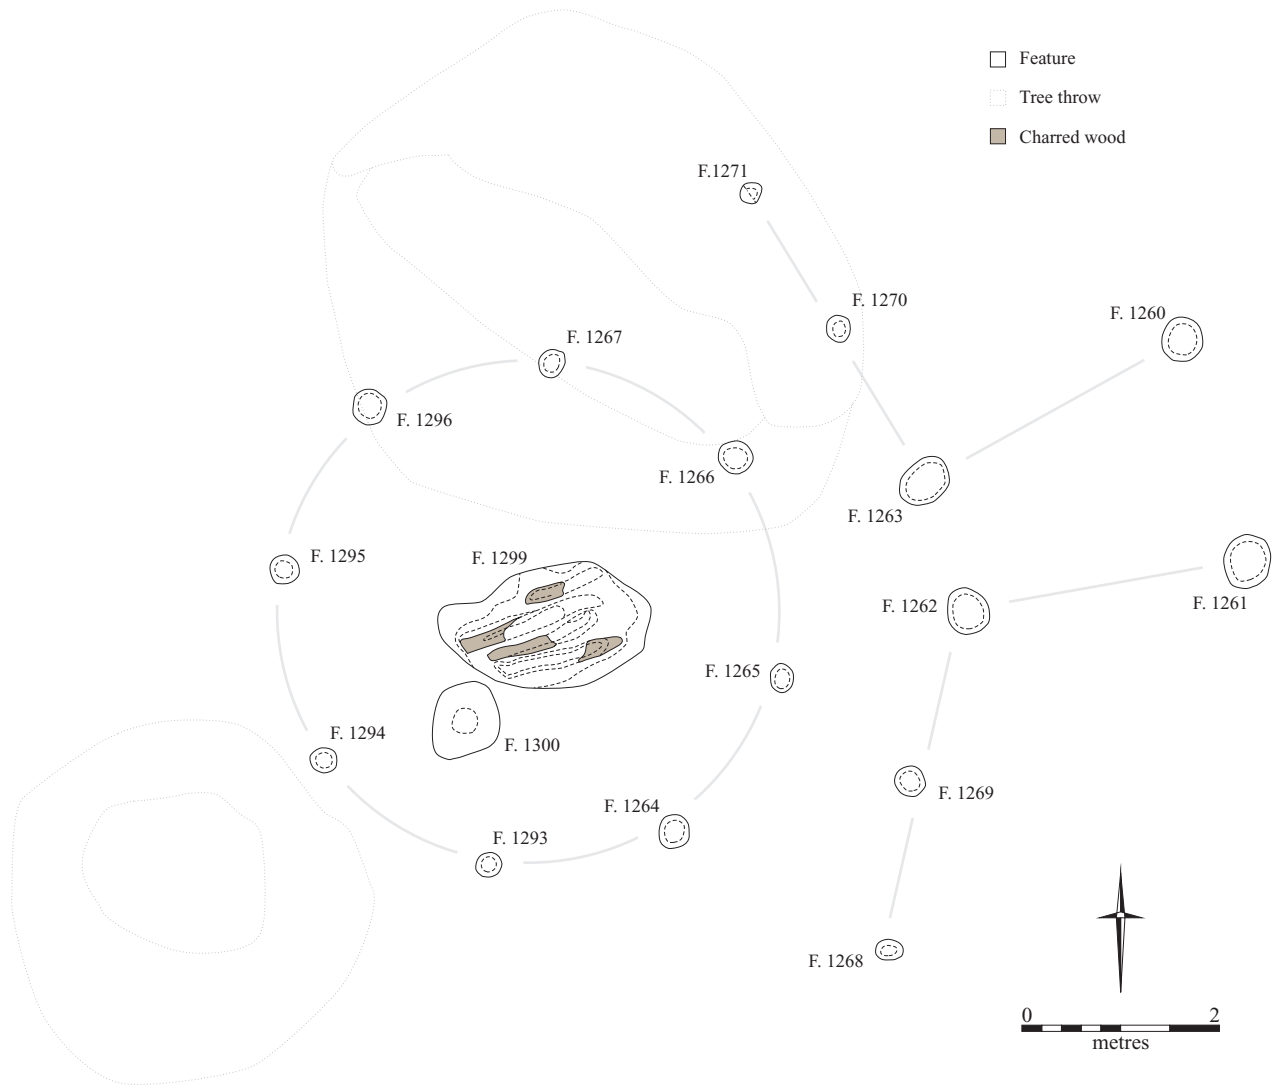 Feature
Tree throw
Charred wood
F.1271
F. 1270
F. 1260
F. 1267
F. 1296
F. 1266
F. 1263
F. 1295
F. 1299
F. 1262
F. 1261
F. 1265
F. 1294
F. 1300
F. 1264
F. 1269
F. 1293
F. 1268
0 2
metres